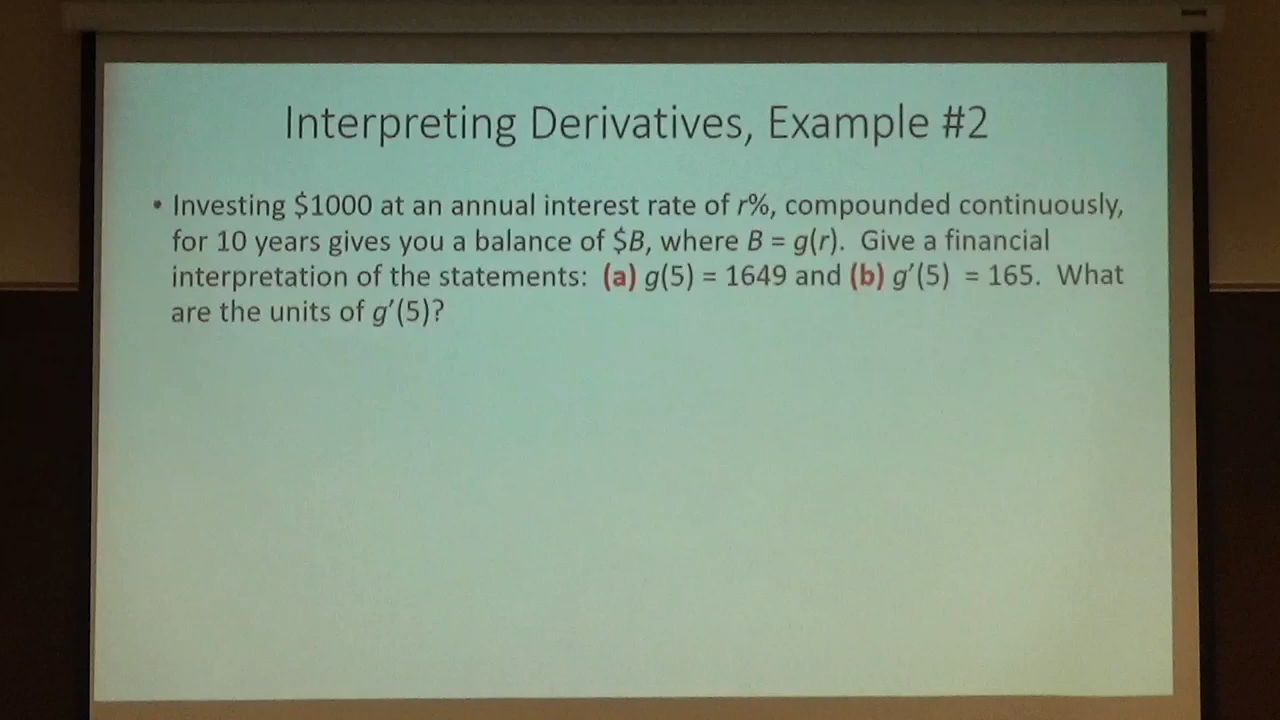 Interpreting Derivatives, Example #2
• Investing $1000 at an annual interest rate of r%, compounded continuously,
for 10 years gives you a balance of $B, where B = g(r).  Give a financial
interpretation of the statements:  (a) g(5) = 1649 and (b) g′(5)  = 165.  What
are the units of g′(5)?